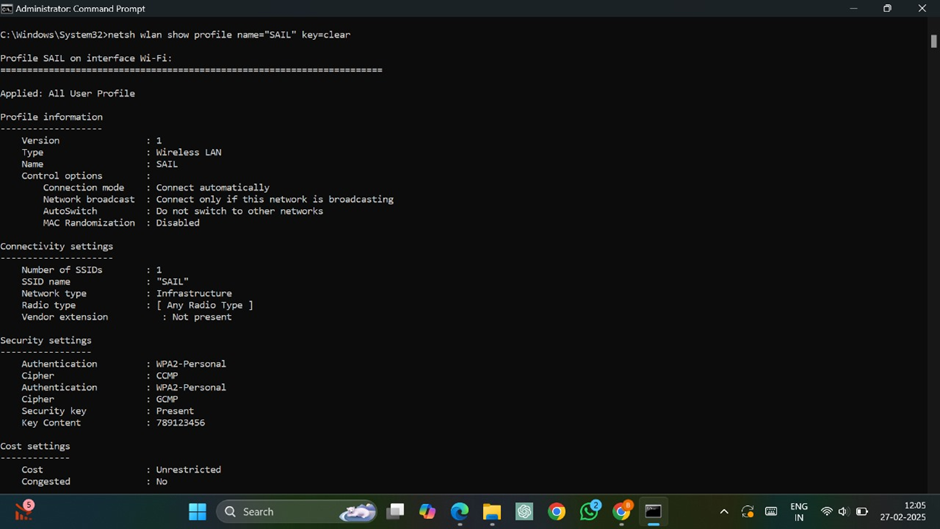 Administrator: Command Prompt
C:\Windows\System32>netsh wlan show profile name="SAIL" key=clear
Profile SAIL on interface Wi-Fi:
=======================================================================
Applied: All User Profile
Profile information
-------------------
Version : 1
Type : Wireless LAN
Name : SAIL
Control options :
Connection mode : Connect automatically
Network broadcast : Connect only if this network is broadcasting
AutoSwitch : Do not switch to other networks
MAC Randomization : Disabled
Connectivity settings
---------------------
Number of SSIDs : 1
SSID name : "SAIL"
Network type : Infrastructure
Radio type : [ Any Radio Type ]
Vendor extension : Not present
Security settings
-----------------
Authentication : WPA2-Personal
Cipher : CCMP
Authentication : WPA2-Personal
Cipher : GCMP
Security key : Present
Key Content : 789123456
Cost settings
-------------
Cost : Unrestricted
Congested : No
5
Search
2
8
ENG
IN
12:05
27-02-2025